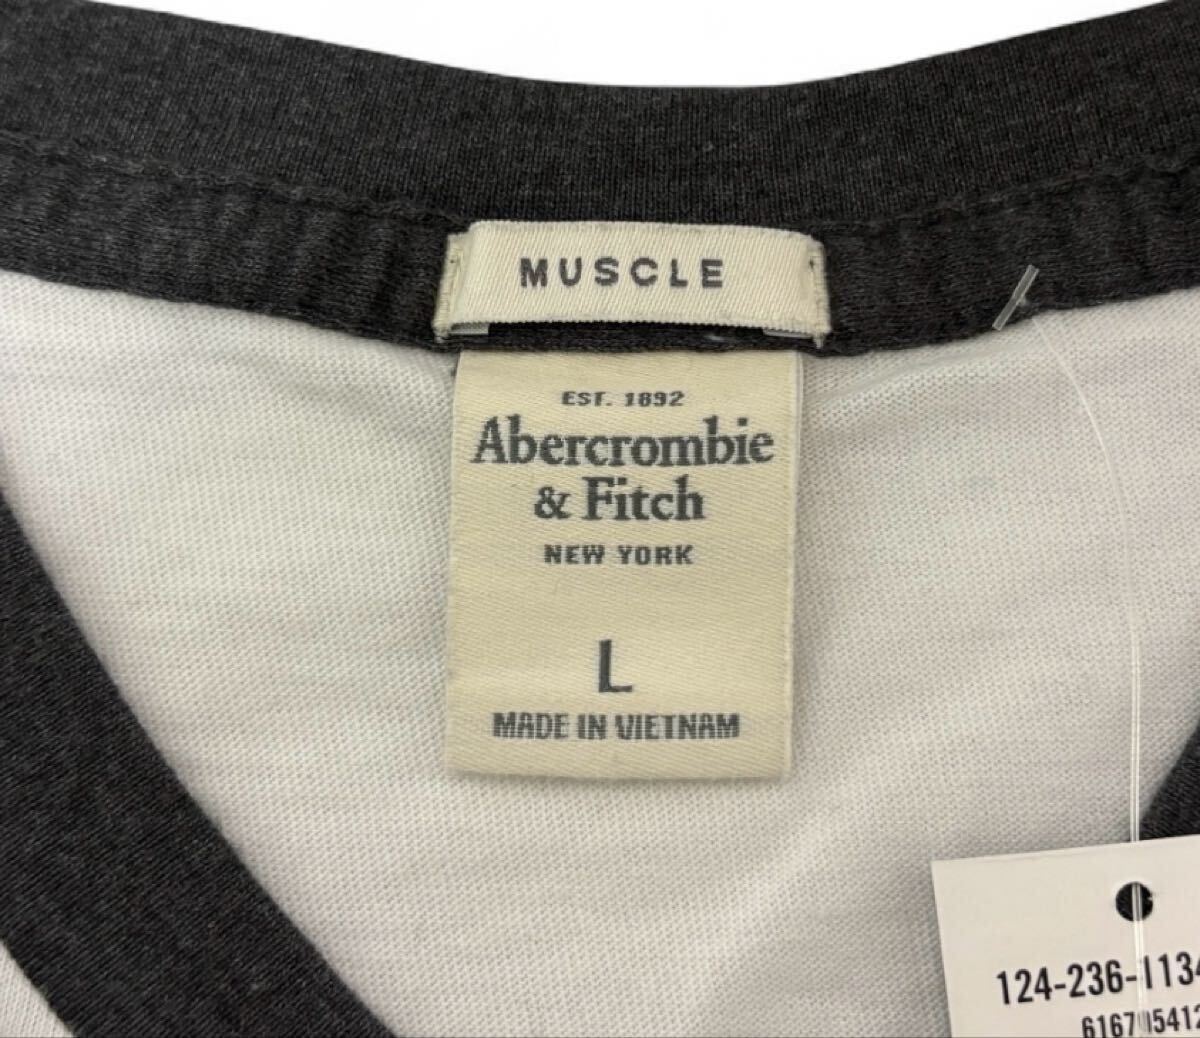 MUSCLE
EST. 1892
Abercrombie
& Fitch
NEW YORK
L
MADE IN VIETNAM
124-236-1134